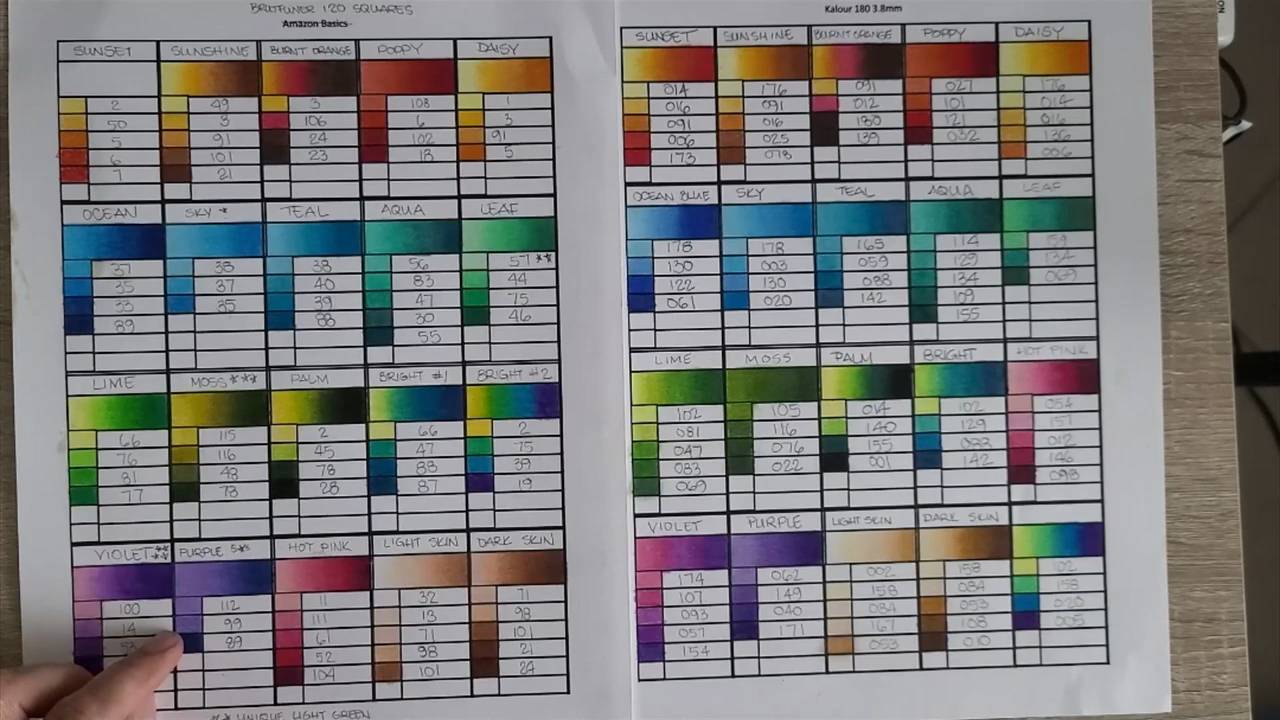 BRUTFUNER 120 SQUARES
Amazon Basics
SUNSET SUNSHINE BURNT ORANGE POPPY DAISY
2 49 3 108 1
50 3 106 6 3
5 91 24 102 91
6 101 23 13 5
7 21
OCEAN SKY * TEAL AQUA LEAF
37 38 38 56 57 **
35 37 40 83 44
33 35 39 47 75
89 88 30 46
55
LIME MOSS*** PALM BRIGHT #1 BRIGHT #2
66 115 2 66 2
76 116 45 47 75
31 43 78 88 39
77 73 28 87 19
VIOLET** ** PURPLE HOT PINK LIGHT SKIN DARK SKIN
100 112 11 32 71
14 99 111 13 98
89 61 71 101
52 98 21
104 101 24
** UNIQUE LIGHT GREEN
Kalour 180 3.8mm
SUNSET SUNSHINE BURNT ORANGE POPPY DAISY
014 176 091 027 176
016 091 012 101 014
091 016 180 121 016
006 025 139 032 136
173 078 006
OCEAN BLUE SKY TEAL AQUA LEAF
178 178 165 114 159
130 003 059 129 134
122 130 088 134 069
061 020 142 109
155
LIME MOSS PALM BRIGHT HOT PINK
102 105 014 102 054
081 116 140 129 157
047 076 155 012
083 022 001 142 146
069 098
VIOLET PURPLE LIGHT SKIN DARK SKIN
174 062 002 158 102
107 149 158 084 159
093 040 084 053 020
057 171 167 108 005
154 053 010